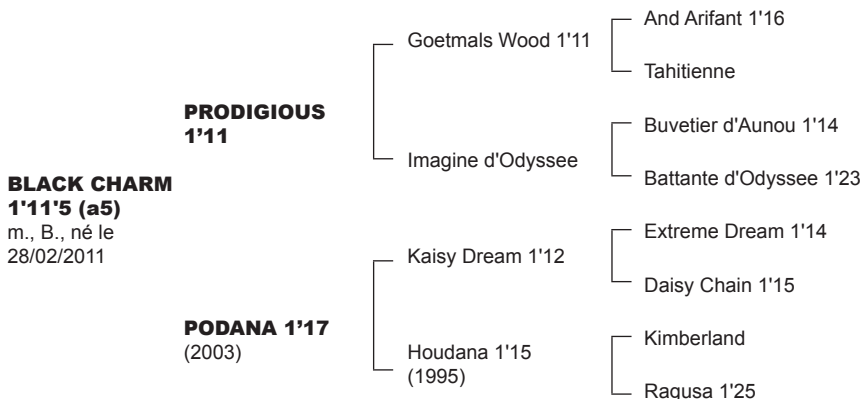 BLACK CHARM
1'11'5 (a5)
m., B., né le
28/02/2011
PRODIGIOUS
1’11
Goetmals Wood 1'11
And Arifant 1'16
Tahitienne
Imagine d'Odyssee
Buvetier d'Aunou 1'14
Battante d'Odyssee 1'23
PODANA 1’17
(2003)
Kaisy Dream 1'12
Extreme Dream 1'14
Daisy Chain 1'15
Houdana 1'15
(1995)
Kimberland
Ragusa 1'25